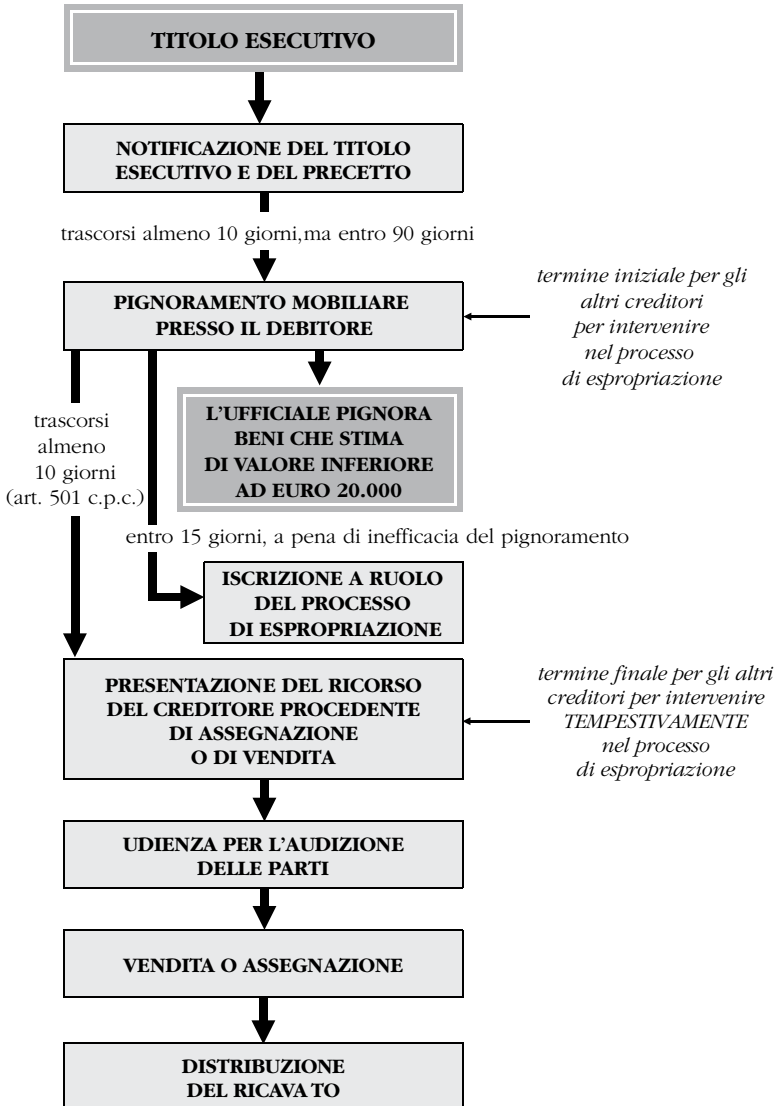 TITOLO ESECUTIVO
NOTIFICAZIONE DEL TITOLO
ESECUTIVO E DEL PRECETTO
trascorsi almeno 10 giorni,ma entro 90 giorni
PIGNORAMENTO MOBILIARE
PRESSO IL DEBITORE
termine iniziale per gli
altri creditori
per intervenire
nel processo
di espropriazione
trascorsi
almeno
10 giorni
(art. 501 c.p.c.)
L'UFFICIALE PIGNORA
BENI CHE STIMA
DI VALORE INFERIORE
AD EURO 20.000
entro 15 giorni, a pena di inefficacia del pignoramento
ISCRIZIONE A RUOLO
DEL PROCESSO
DI ESPROPRIAZIONE
PRESENTAZIONE DEL RICORSO
DEL CREDITORE PROCEDENTE
DI ASSEGNAZIONE
O DI VENDITA
termine finale per gli altri
creditori per intervenire
TEMPESTIVAMENTE
nel processo
di espropriazione
UDIENZA PER L'AUDIZIONE
DELLE PARTI
VENDITA O ASSEGNAZIONE
DISTRIBUZIONE
DEL RICAVATO